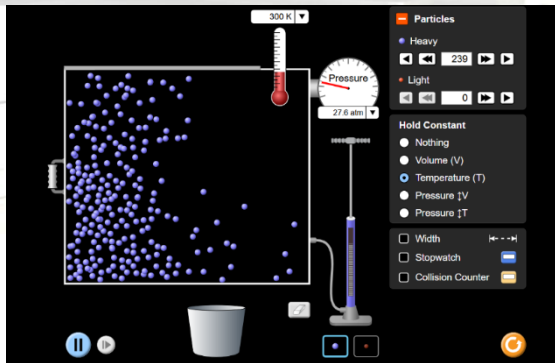 300 K
Pressure
27.6 atm
Particles
Heavy
239
Light
0
Hold Constant
Nothing
Volume (V)
Temperature (T)
Pressure ↕V
Pressure ↕T
Width
Stopwatch
Collision Counter